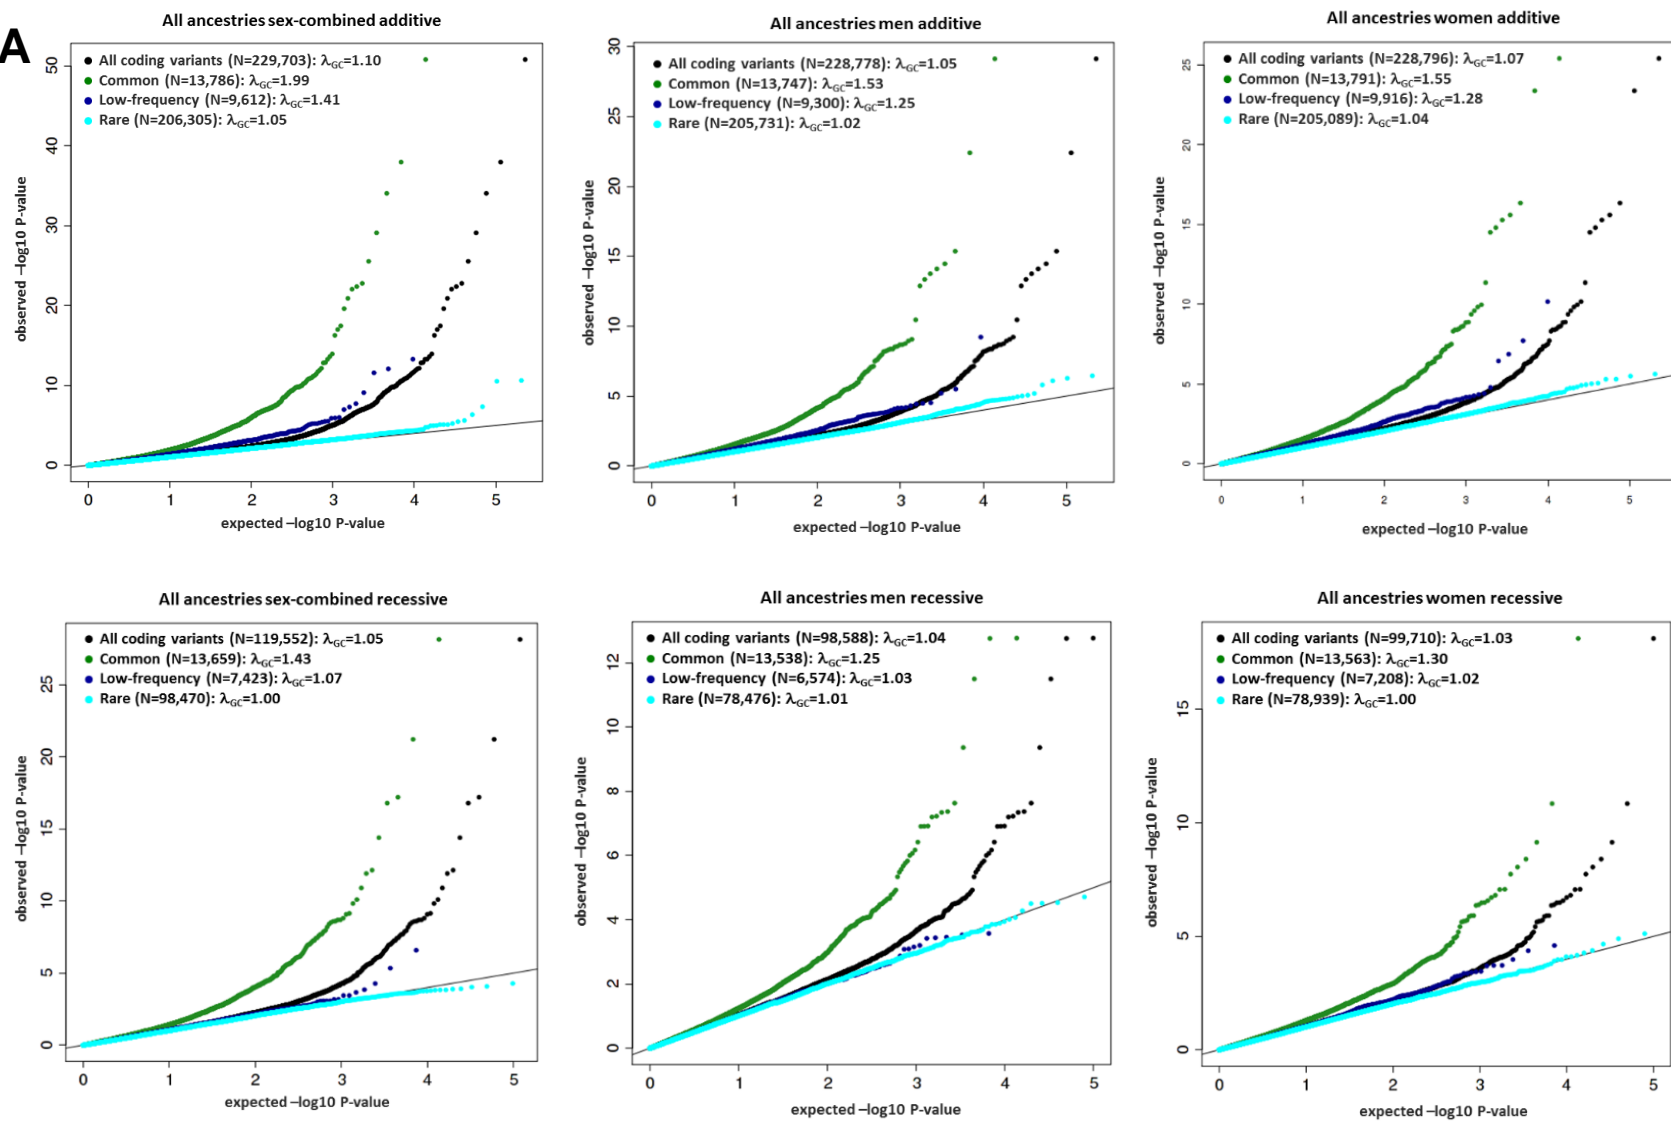 A
All ancestries sex-combined additive
All coding variants (N=229,703): λGC=1.10
Common (N=13,786): λGC=1.99
Low-frequency (N=9,612): λGC=1.41
Rare (N=206,305): λGC=1.05
observed –log10 P-value
50
40
30
20
10
0
0 1 2 3 4 5
expected –log10 P-value
All ancestries men additive
All coding variants (N=228,778): λGC=1.05
Common (N=13,747): λGC=1.53
Low-frequency (N=9,300): λGC=1.25
Rare (N=205,731): λGC=1.02
observed –log10 P-value
30
25
20
15
10
5
0
0 1 2 3 4 5
expected –log10 P-value
All ancestries women additive
All coding variants (N=228,796): λGC=1.07
Common (N=13,791): λGC=1.55
Low-frequency (N=9,916): λGC=1.28
Rare (N=205,089): λGC=1.04
observed –log10 P-value
25
20
15
10
5
0
0 1 2 3 4 5
expected –log10 P-value
All ancestries sex-combined recessive
All coding variants (N=119,552): λGC=1.05
Common (N=13,659): λGC=1.43
Low-frequency (N=7,423): λGC=1.07
Rare (N=98,470): λGC=1.00
observed –log10 P-value
25
20
15
10
5
0
0 1 2 3 4 5
expected –log10 P-value
All ancestries men recessive
All coding variants (N=98,588): λGC=1.04
Common (N=13,538): λGC=1.25
Low-frequency (N=6,574): λGC=1.03
Rare (N=78,476): λGC=1.01
observed –log10 P-value
12
10
8
6
4
2
0
0 1 2 3 4 5
expected –log10 P-value
All ancestries women recessive
All coding variants (N=99,710): λGC=1.03
Common (N=13,563): λGC=1.30
Low-frequency (N=7,208): λGC=1.02
Rare (N=78,939): λGC=1.00
observed –log10 P-value
15
10
5
0
0 1 2 3 4 5
expected –log10 P-value